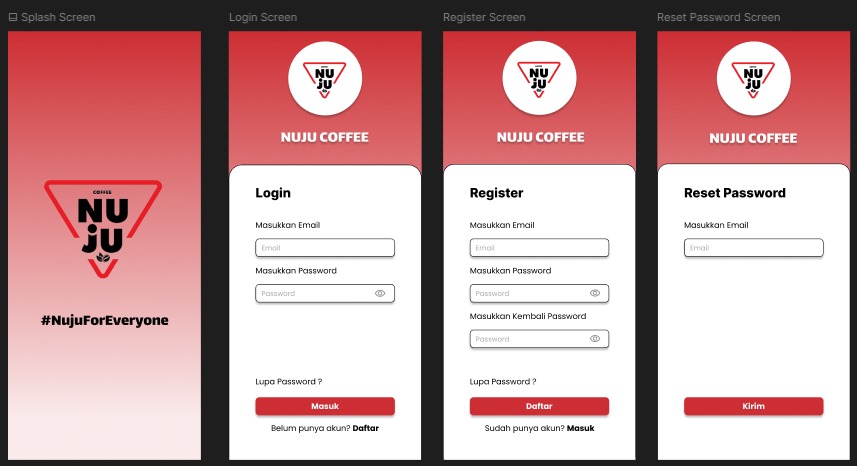 Splash Screen
COFFEE
NU
jU
#NujuForEveryone
Login Screen
NU
jU
NUJU COFFEE
Login
Masukkan Email
Email
Masukkan Password
Password
Lupa Password ?
Masuk
Belum punya akun? Daftar
Register Screen
NU
jU
NUJU COFFEE
Register
Masukkan Email
Email
Masukkan Password
Password
Masukkan Kembali Password
Password
Lupa Password ?
Daftar
Sudah punya akun? Masuk
Reset Password Screen
NU
jU
NUJU COFFEE
Reset Password
Masukkan Email
Email
Kirim